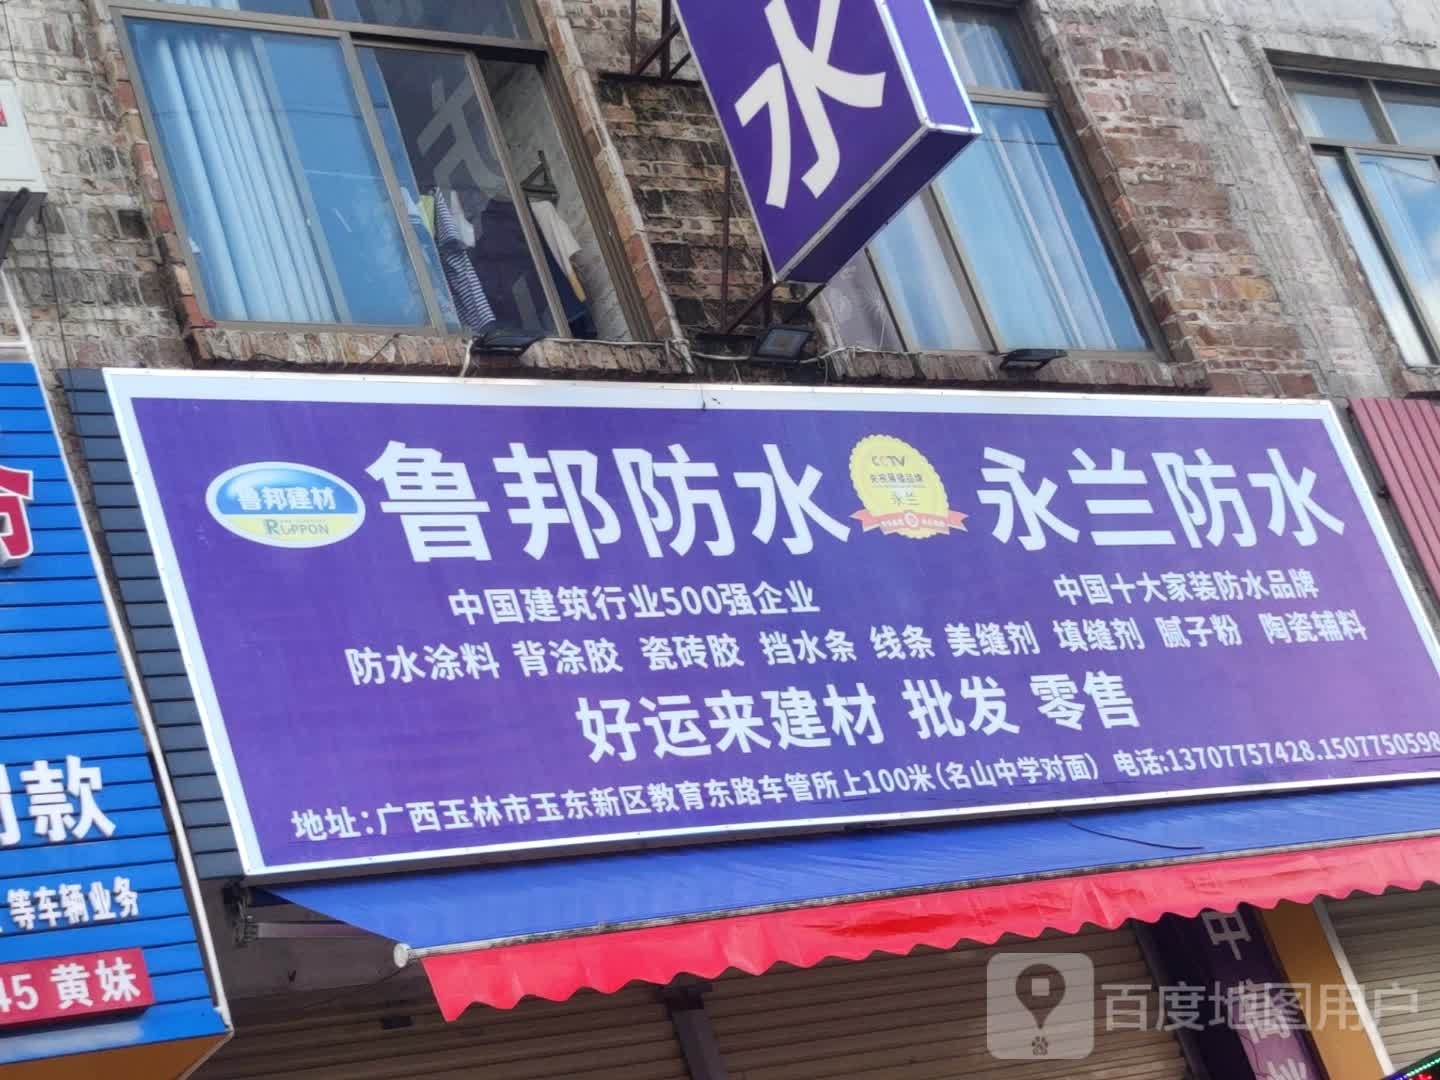 水
鲁邦建材
RUPPON
鲁邦防水
CCTV
央视展播品牌
永兰
永兰防水
中国建筑行业500强企业
中国十大家装防水品牌
防水涂料 背涂胶 瓷砖胶 挡水条 线条 美缝剂 填缝剂 腻子粉 陶瓷辅料
好运来建材 批发 零售
地址:广西玉林市玉东新区教育东路车管所上100米(名山中学对面) 电话:13707757428.1507750598
款
等车辆业务
45 黄妹
中
百度地图用户